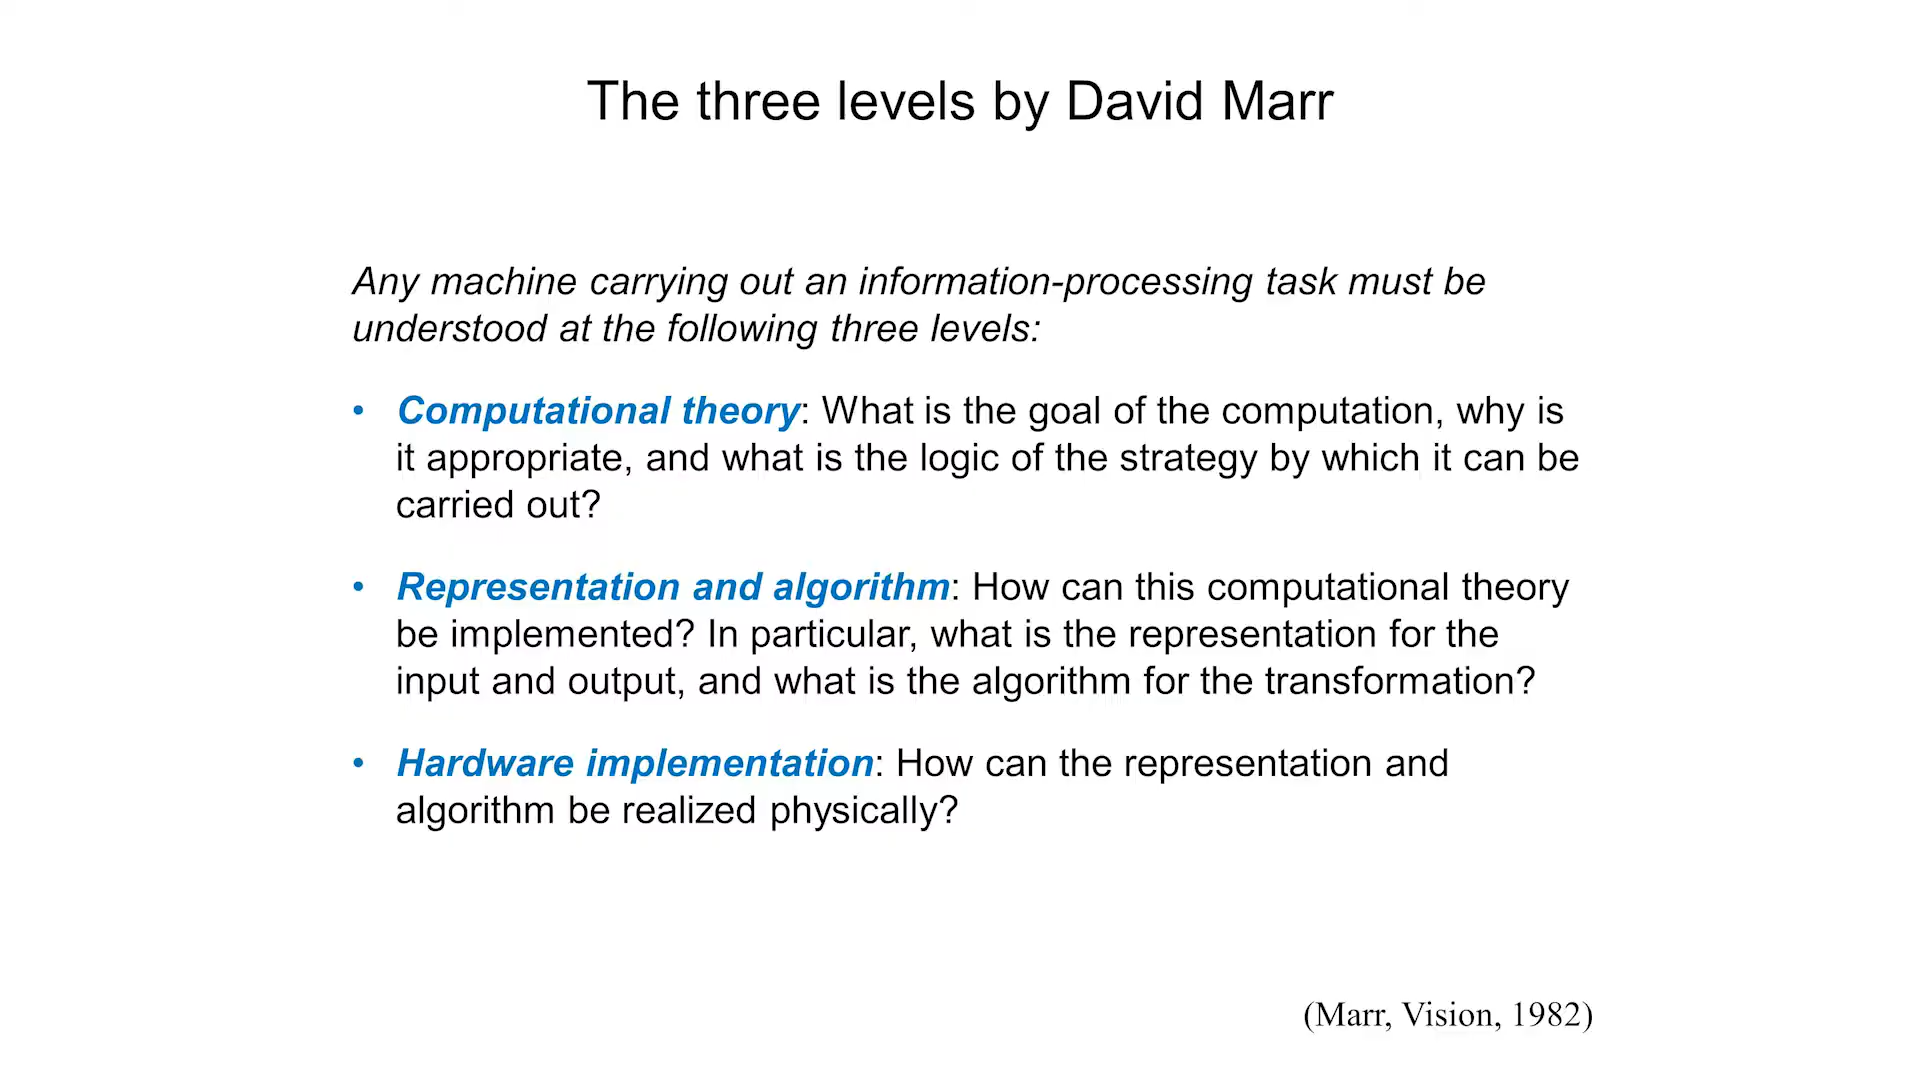 The three levels by David Marr
Any machine carrying out an information-processing task must be
understood at the following three levels:
• Computational theory: What is the goal of the computation, why is
it appropriate, and what is the logic of the strategy by which it can be
carried out?
• Representation and algorithm: How can this computational theory
be implemented? In particular, what is the representation for the
input and output, and what is the algorithm for the transformation?
• Hardware implementation: How can the representation and
algorithm be realized physically?
(Marr, Vision, 1982)